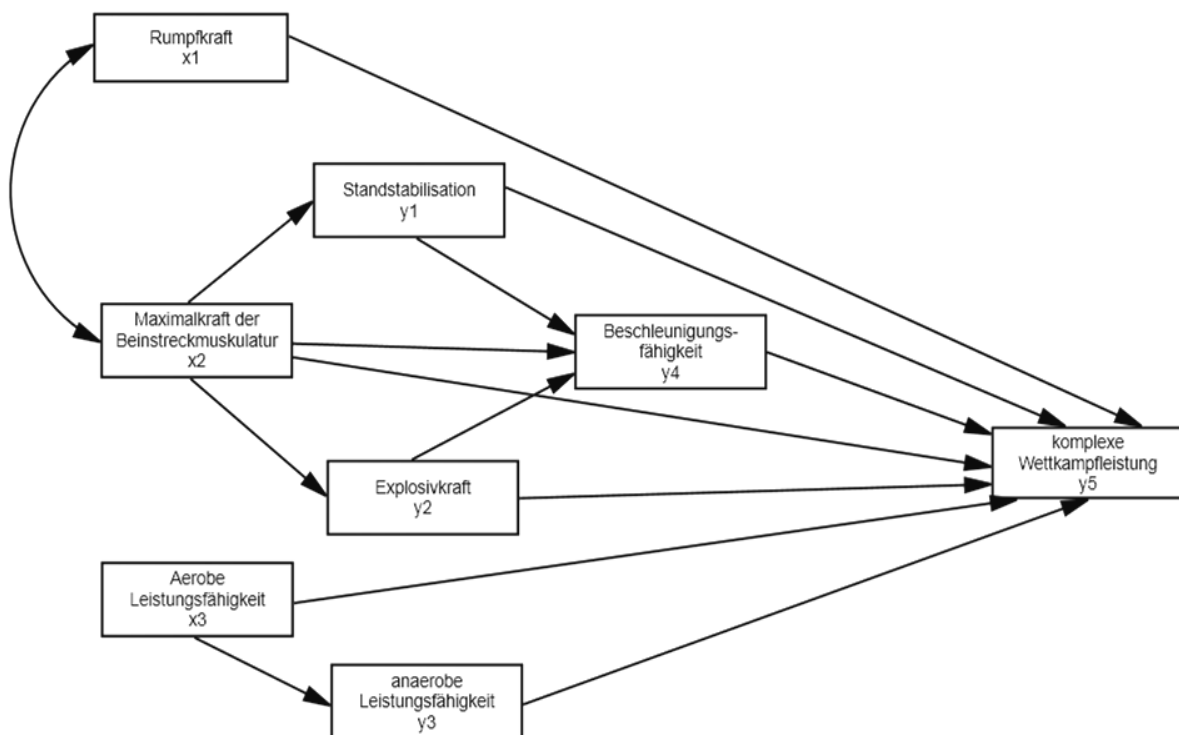 Rumpfkraft
x1
Standstabilisation
y1
Maximalkraft der
Beinstreckmuskulatur
x2
Beschleunigungs-
fähigkeit
y4
komplexe
Wettkampfleistung
y5
Explosivkraft
y2
Aerobe
Leistungsfähigkeit
x3
anaerobe
Leistungsfähigkeit
y3